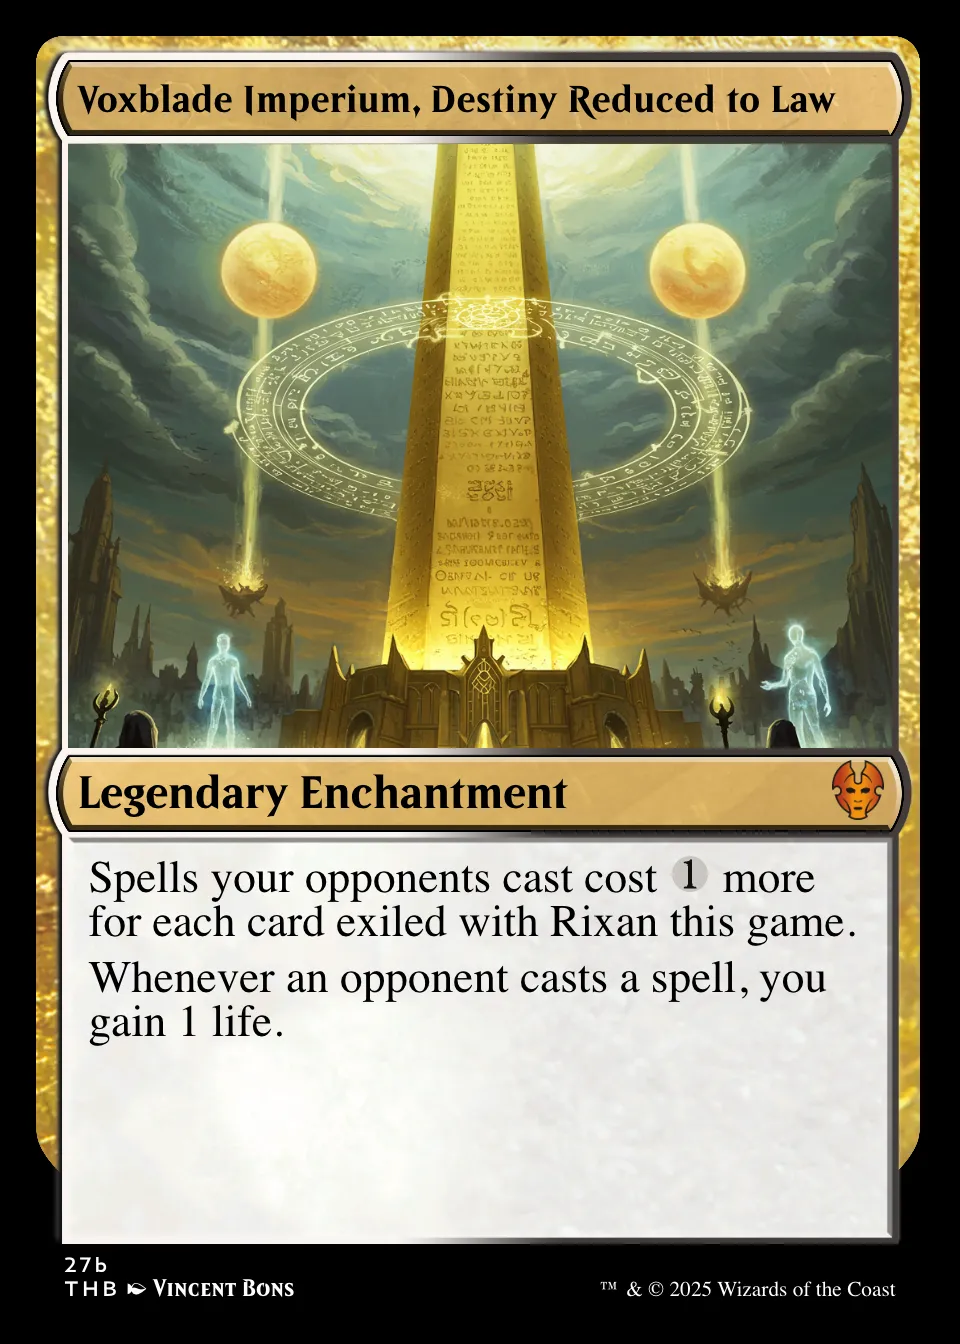 Voxblade Imperium, Destiny Reduced to Law
Legendary Enchantment
Spells your opponents cast cost 1 more
for each card exiled with Rixan this game.
Whenever an opponent casts a spell, you
gain 1 life.
27b
THB Vincent Bons
™ & © 2025 Wizards of the Coast